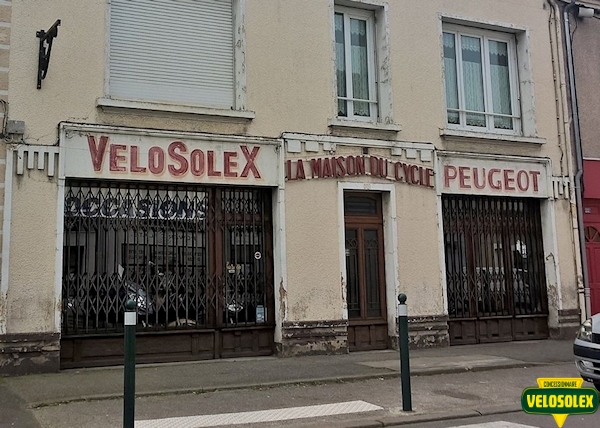 VELOSOLEX
LA MAISON DU CYCLE
PEUGEOT
occasions
CONCESSIONNAIRE
VELOSOLEX